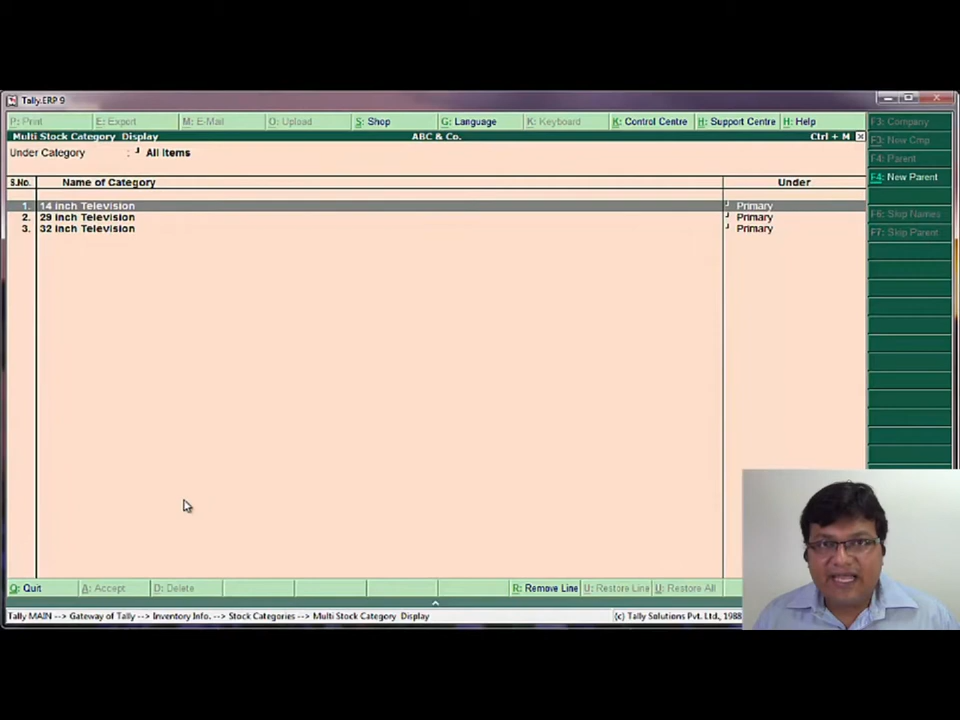 Tally.ERP 9
P: Print E: Export M: E-Mail O: Upload S: Shop G: Language K: Keyboard K: Control Centre H: Support Centre H: Help
Multi Stock Category Display ABC & Co. Ctrl + M
Under Category : All Items
S.No. Name of Category Under
1. 14 inch Television Primary
2. 29 inch Television Primary
3. 32 inch Television Primary
F3: Company
F3: New Cmp
F4: Parent
F4: New Parent
F6: Skip Names
F7: Skip Parent
Q: Quit A: Accept D: Delete R: Remove Line U: Restore Line U: Restore All
Tally MAIN --> Gateway of Tally --> Inventory Info. --> Stock Categories --> Multi Stock Category Display (c) Tally Solutions Pvt. Ltd., 1988